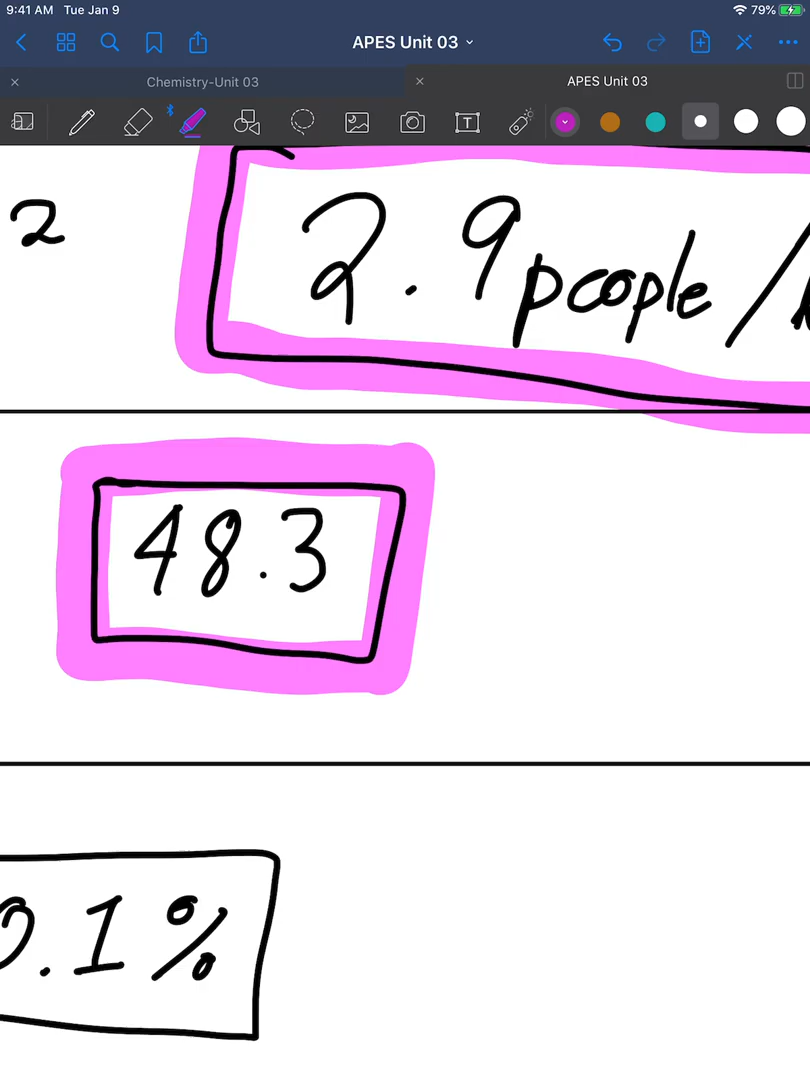 9:41 AM Tue Jan 9 79%
APES Unit 03
Chemistry-Unit 03 APES Unit 03
T
2
2.9 people/
48.3
0.1%